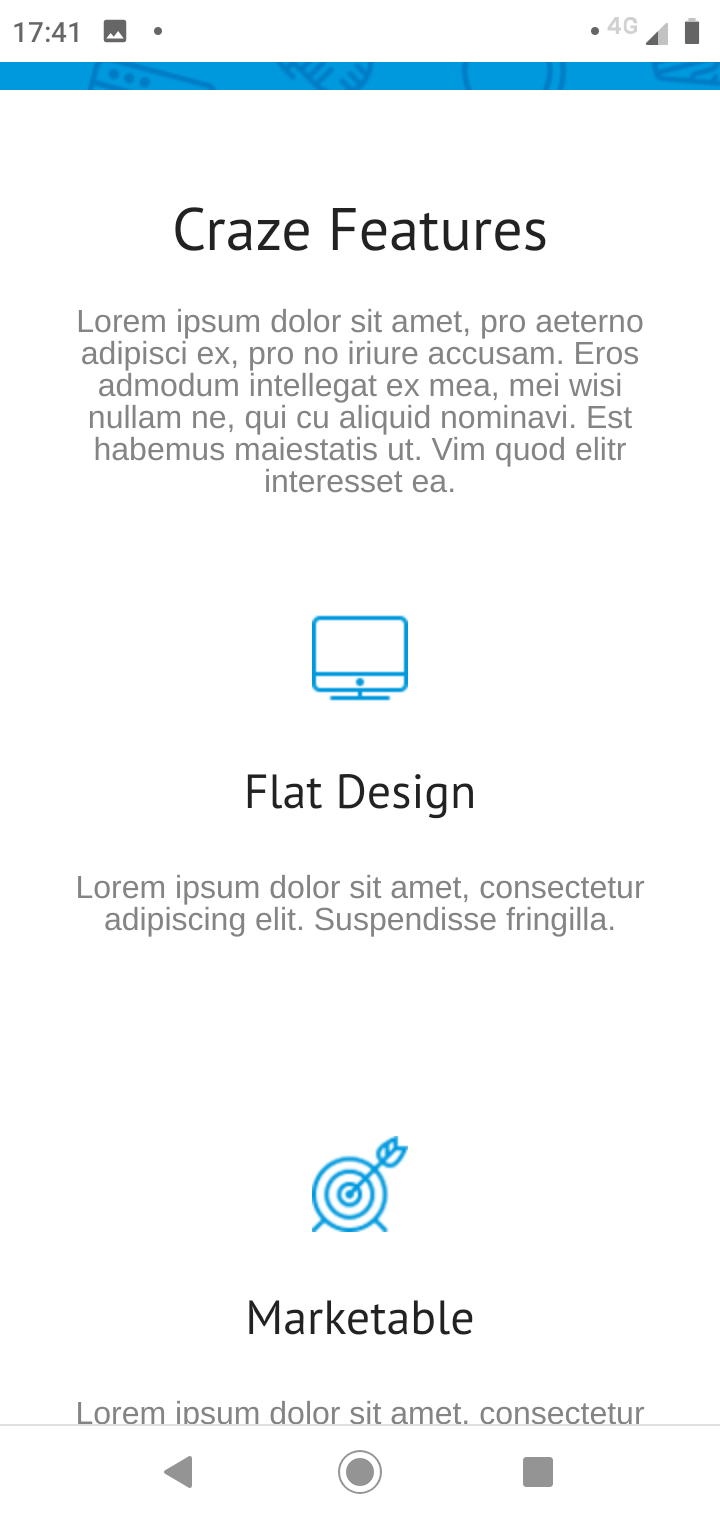 17:41
4G
Craze Features
Lorem ipsum dolor sit amet, pro aeterno
adipisci ex, pro no iriure accusam. Eros
admodum intellegat ex mea, mei wisi
nullam ne, qui cu aliquid nominavi. Est
habemus maiestatis ut. Vim quod elitr
interesset ea.
Flat Design
Lorem ipsum dolor sit amet, consectetur
adipiscing elit. Suspendisse fringilla.
Marketable
Lorem ipsum dolor sit amet, consectetur